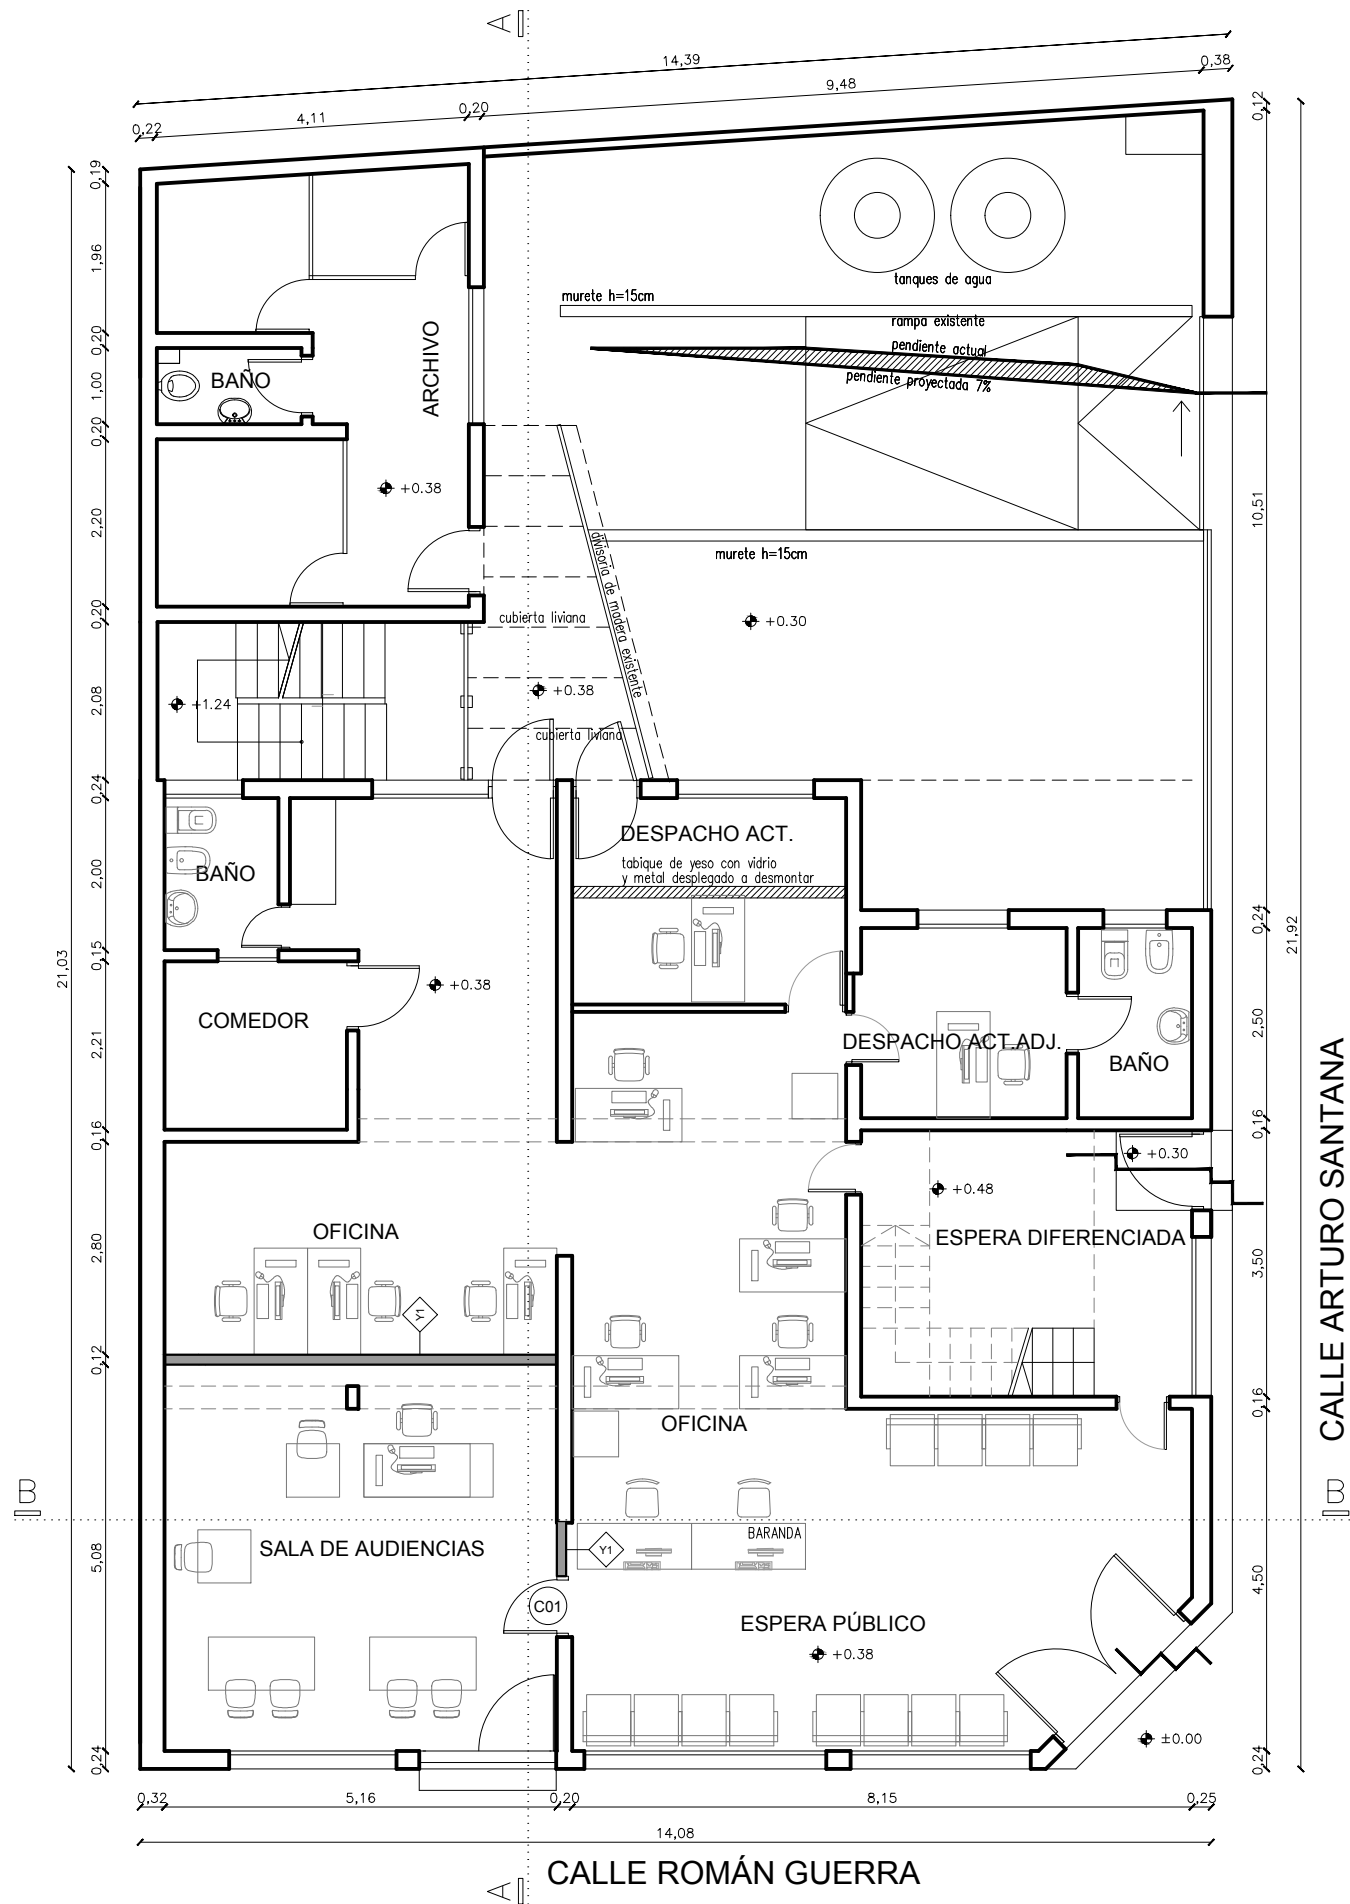 A
14,39
0,38
9,48
0,20
4,11
0,22
0,12
0,19
1,96
tanques de agua
murete h=15cm
rampa existente
pendiente actual
pendiente proyectada 7%
ARCHIVO
0,20
1,00
BAÑO
0,20
+0.38
2,20
10,51
murete h=15cm
divisoria de madera existente
0,20
cubierta liviana
+0.30
2,08
+1.24
+0.38
cubierta liviana
0,24
DESPACHO ACT.
tabique de yeso con vidrio
y metal desplegado a desmontar
2,00
BAÑO
0,24
21,92
21,03
0,15
+0.38
COMEDOR
2,21
2,50
DESPACHO ACT.ADJ.
BAÑO
0,16
0,16
+0.30
+0.48
CALLE ARTURO SANTANA
OFICINA
ESPERA DIFERENCIADA
2,80
3,50
Y1
0,12
0,16
OFICINA
B
B
BARANDA
SALA DE AUDIENCIAS
Y1
5,08
4,50
C01
ESPERA PÚBLICO
+0.38
±0.00
0,24
0,24
0,32
5,16
0,20
8,15
0,25
14,08
CALLE ROMÁN GUERRA
A